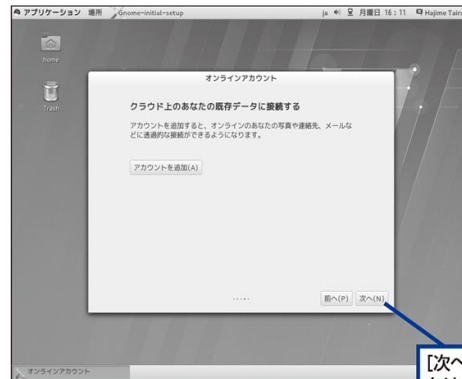 アプリケーション 場所 Gnome-initial-setup ja 月曜日 16:11 Hajime Taira
home
Trash
オンラインアカウント
クラウド上のあなたの既存データに接続する
アカウントを追加すると、オンラインのあなたの写真や連絡先、メールな
どに透過的な接続ができるようになります。
アカウントを追加(A)
前へ(P) 次へ(N)
オンラインアカウント
[次へ